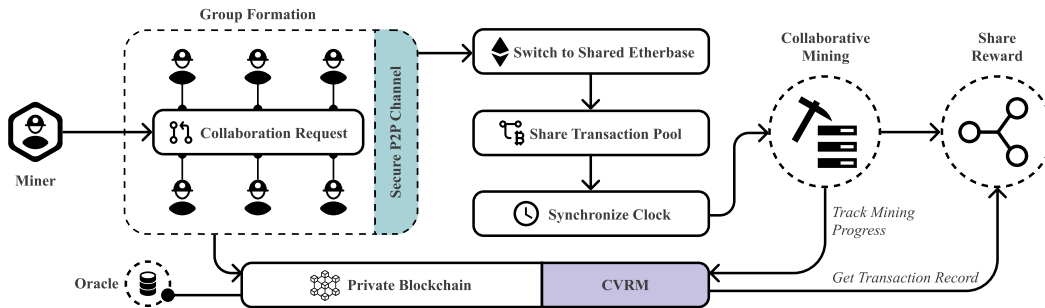 Group Formation
Collaboration Request
Secure P2P Channel
Miner
Switch to Shared Etherbase
Share Transaction Pool
Synchronize Clock
Collaborative
Mining
Share
Reward
Track Mining
Progress
Oracle
Private Blockchain
CVRM
Get Transaction Record